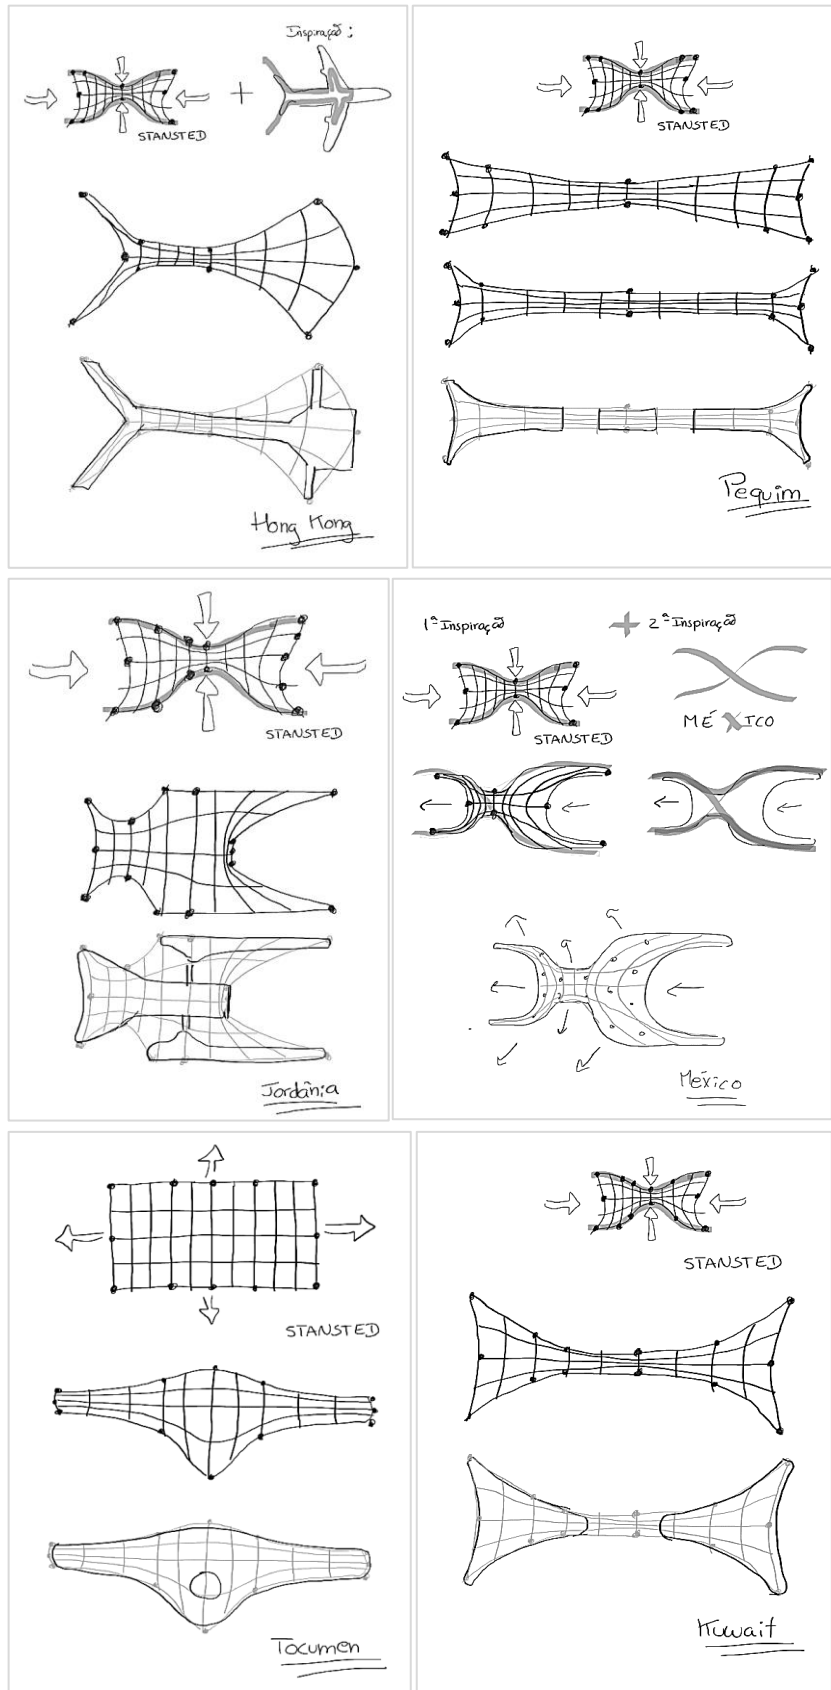 Inspiração :
+
STANSTED
Hong Kong
STANSTED
Pequim
STANSTED
Jordânia
1ª Inspiração + 2ª Inspiração
STANSTED
MÉXICO
México
STANSTED
Tocumen
STANSTED
Kuwait